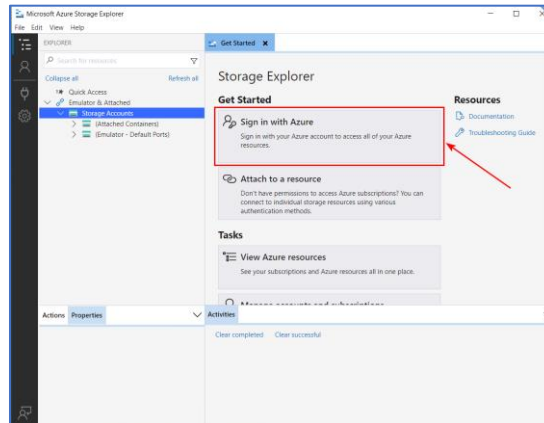 Microsoft Azure Storage Explorer
File Edit View Help
EXPLORER
Search for resources
Collapse all
Refresh all
Quick Access
Emulator & Attached
Storage Accounts
(Attached Containers)
(Emulator - Default Ports)
Get Started
Storage Explorer
Get Started
Sign in with Azure
Sign in with your Azure account to access all of your Azure
resources.
Attach to a resource
Don't have permissions to access Azure subscriptions? You can
connect to individual storage resources using various
authentication methods.
Tasks
View Azure resources
See your subscriptions and Azure resources all in one place.
Manage accounts and subscriptions
Resources
Documentation
Troubleshooting Guide
Actions Properties
Activities
Clear completed Clear successful